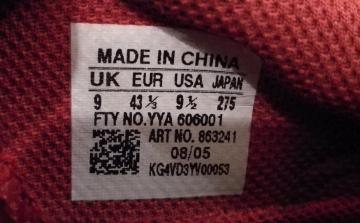 MADE IN CHINA
UK EUR USA JAPAN
9 43 ⅓ 9 ½ 275
FTY NO.YYA 606001
ART NO. 863241
08/05
KG4VD3YV00053